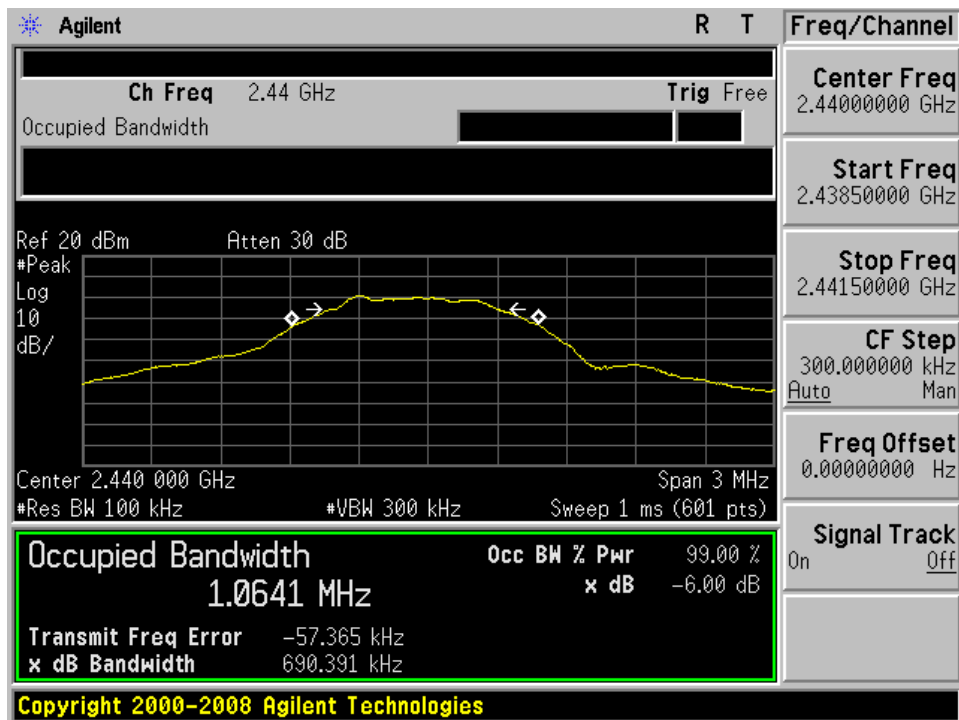 Agilent R T Freq/Channel
Ch Freq 2.44 GHz Trig Free
Occupied Bandwidth
Center Freq
2.44000000 GHz
Start Freq
2.43850000 GHz
Stop Freq
2.44150000 GHz
CF Step
300.000000 kHz
Auto Man
Freq Offset
0.00000000 Hz
Signal Track
On Off
Ref 20 dBm Atten 30 dB
#Peak
Log
10
dB/
Center 2.440 000 GHz Span 3 MHz
#Res BW 100 kHz #VBW 300 kHz Sweep 1 ms (601 pts)
Occupied Bandwidth Occ BW % Pwr 99.00 %
1.0641 MHz x dB -6.00 dB
Transmit Freq Error -57.365 kHz
x dB Bandwidth 690.391 kHz
Copyright 2000-2008 Agilent Technologies